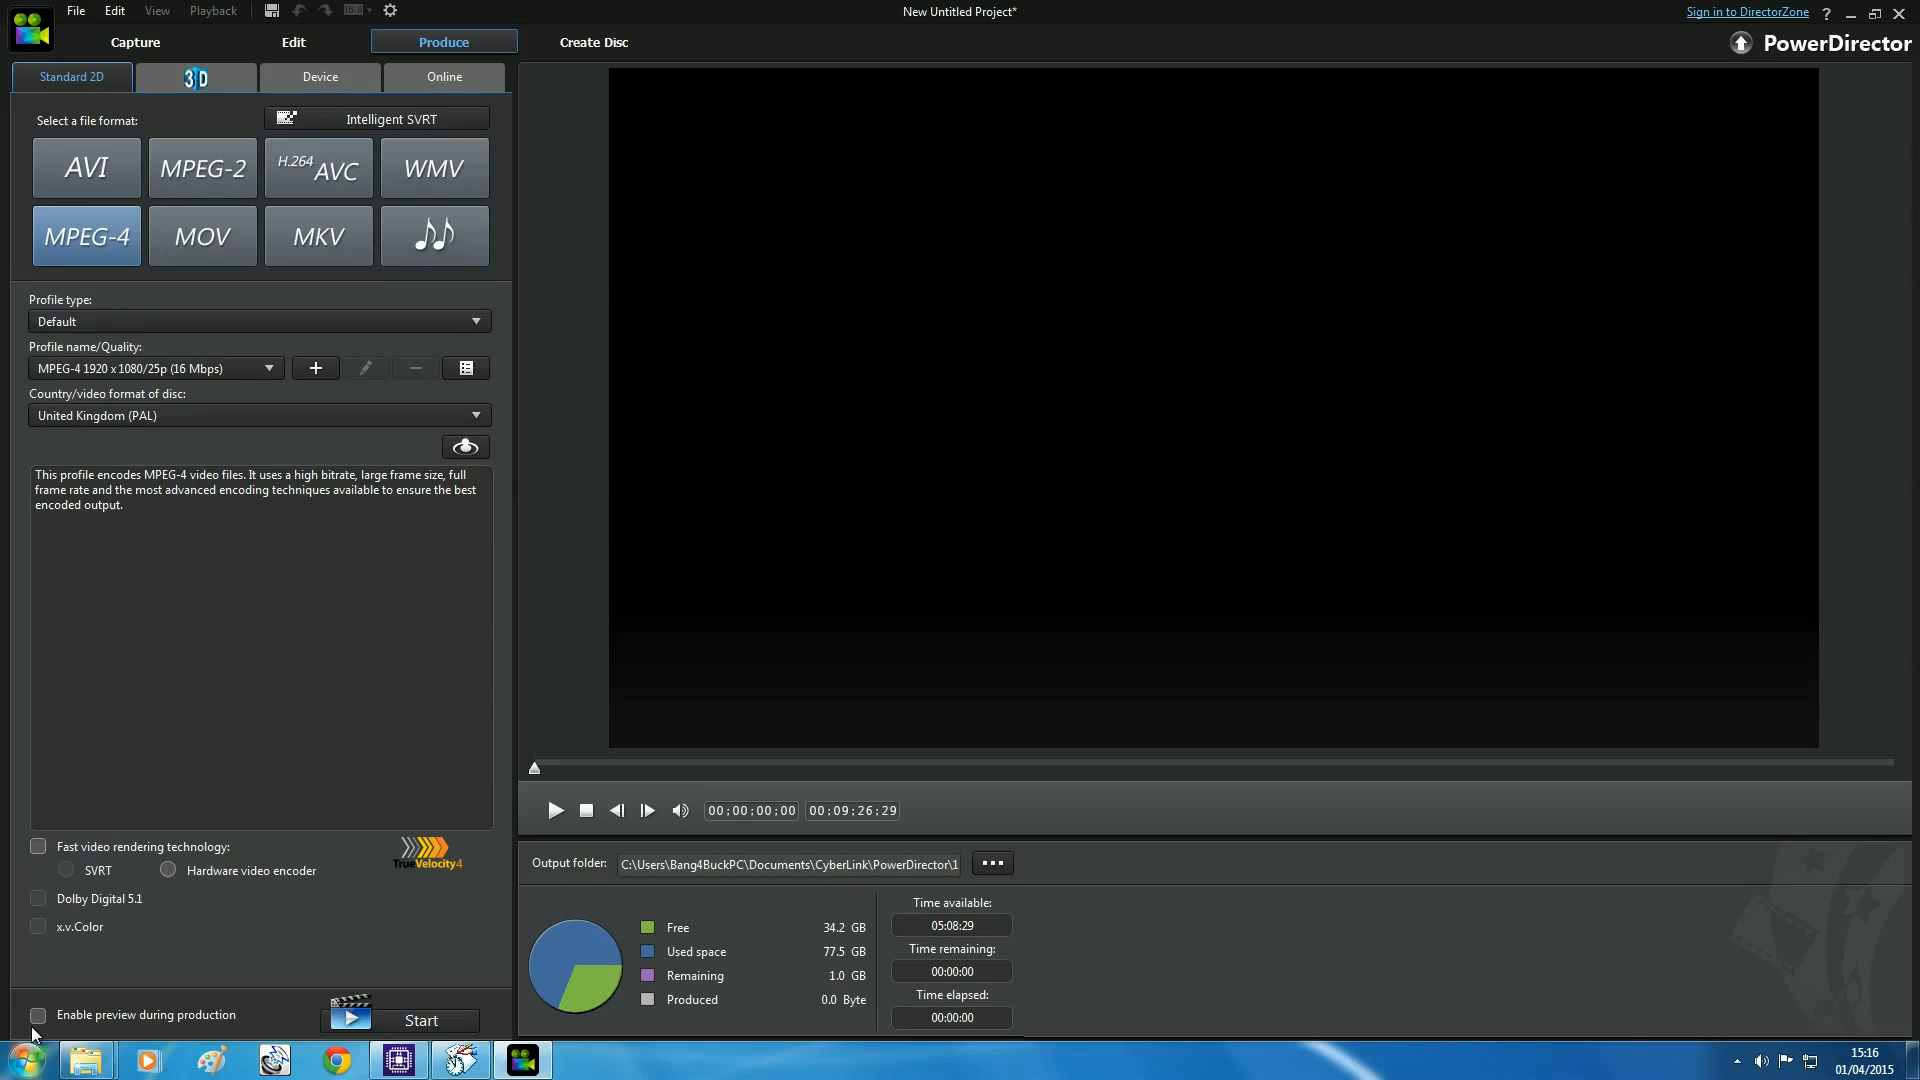 File Edit View Playback New Untitled Project* Sign in to DirectorZone ?
Capture Edit Produce Create Disc PowerDirector
Standard 2D 3D Device Online
Select a file format: Intelligent SVRT
AVI MPEG-2 H.264 AVC WMV
MPEG-4 MOV MKV
Profile type:
Default
Profile name/Quality:
MPEG-4 1920 x 1080/25p (16 Mbps)
Country/video format of disc:
United Kingdom (PAL)
This profile encodes MPEG-4 video files. It uses a high bitrate, large frame size, full
frame rate and the most advanced encoding techniques available to ensure the best
encoded output.
Fast video rendering technology:
SVRT Hardware video encoder
TrueVelocity4
Dolby Digital 5.1
x.v.Color
Enable preview during production Start
00;00;00;00 00;09;26;29
Output folder: C:\Users\Bang4BuckPC\Documents\CyberLink\PowerDirector\1
Free 34.2 GB
Used space 77.5 GB
Remaining 1.0 GB
Produced 0.0 Byte
Time available:
05:08:29
Time remaining:
00:00:00
Time elapsed:
00:00:00
15:16
01/04/2015